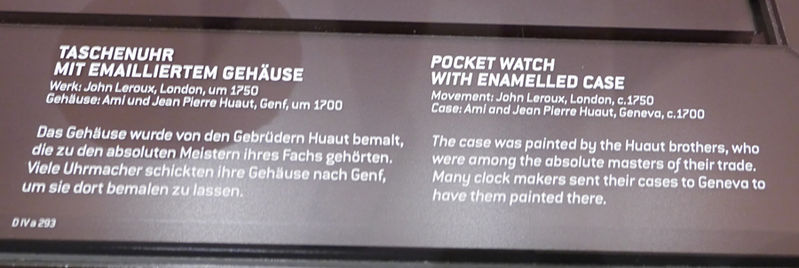 TASCHENUHR
MIT EMAILLIERTEM GEHÄUSE
Werk: John Leroux, London, um 1750
Gehäuse: Ami und Jean Pierre Huaut, Genf, um 1700
Das Gehäuse wurde von den Gebrüdern Huaut bemalt,
die zu den absoluten Meistern ihres Fachs gehörten.
Viele Uhrmacher schickten ihre Gehäuse nach Genf,
um sie dort bemalen zu lassen.
D IV a 293
POCKET WATCH
WITH ENAMELLED CASE
Movement: John Leroux, London, c.1750
Case: Ami and Jean Pierre Huaut, Geneva, c.1700
The case was painted by the Huaut brothers, who
were among the absolute masters of their trade.
Many clock makers sent their cases to Geneva to
have them painted there.